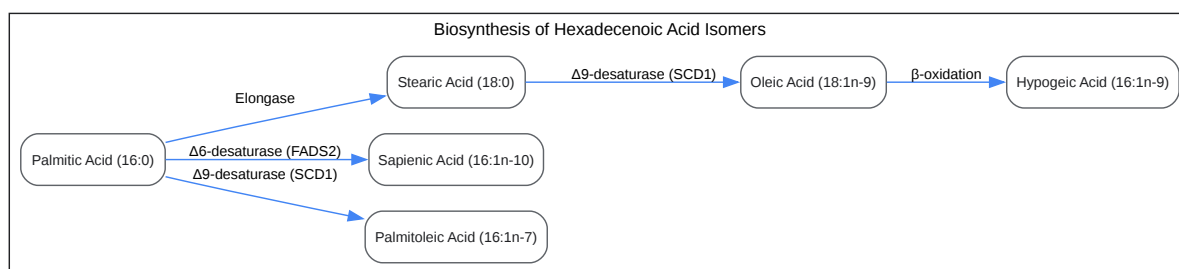 Biosynthesis of Hexadecenoic Acid Isomers
Stearic Acid (18:0)
Δ9-desaturase (SCD1)
Oleic Acid (18:1n-9)
β-oxidation
Hypogeic Acid (16:1n-9)
Elongase
Palmitic Acid (16:0)
Δ6-desaturase (FADS2)
Sapienic Acid (16:1n-10)
Δ9-desaturase (SCD1)
Palmitoleic Acid (16:1n-7)